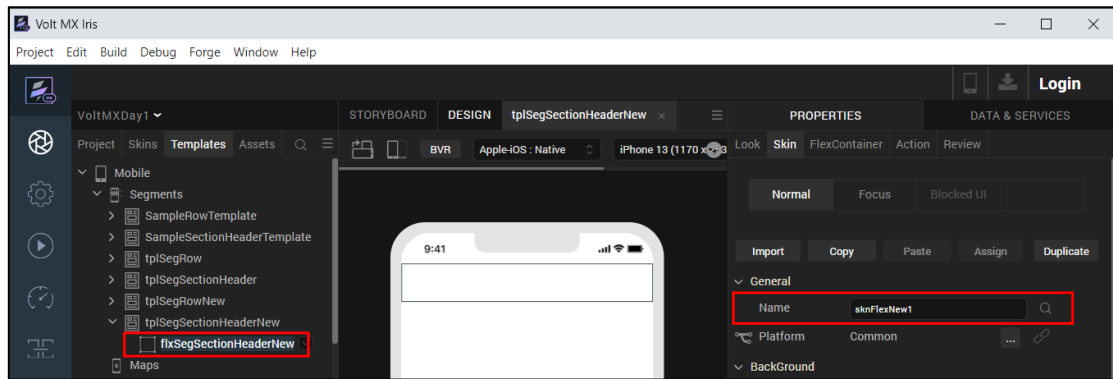 Volt MX Iris
Project Edit Build Debug Forge Window Help
Login
VoltMXDay1
STORYBOARD DESIGN tplSegSectionHeaderNew ×
PROPERTIES DATA & SERVICES
Project Skins Templates Assets
BVR Apple-iOS : Native iPhone 13 (1170 x
Look Skin FlexContainer Action Review
Mobile
Segments
SampleRowTemplate
SampleSectionHeaderTemplate
tplSegRow
tplSegSectionHeader
tplSegRowNew
tplSegSectionHeaderNew
flxSegSectionHeaderNew
Maps
9:41
Normal Focus Blocked UI
Import Copy Paste Assign Duplicate
General
Name sknFlexNew1
Platform Common ...
BackGround